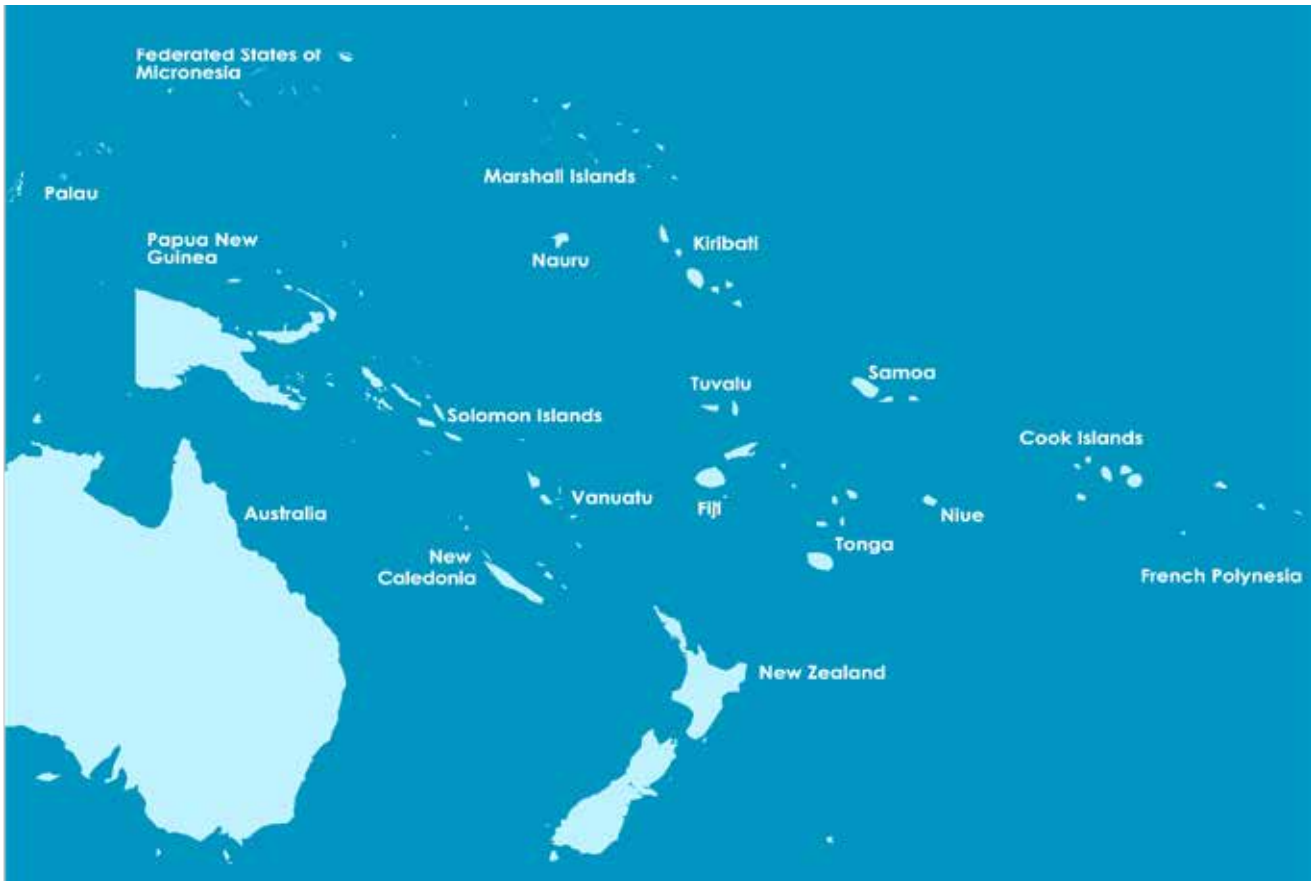 Federated States of
Micronesia
Marshall Islands
Palau
Papua New
Guinea
Nauru
Kiribati
Samoa
Tuvalu
Solomon Islands
Cook Islands
Vanuatu
Fiji
Niue
Australia
Tonga
New
Caledonia
French Polynesia
New Zealand